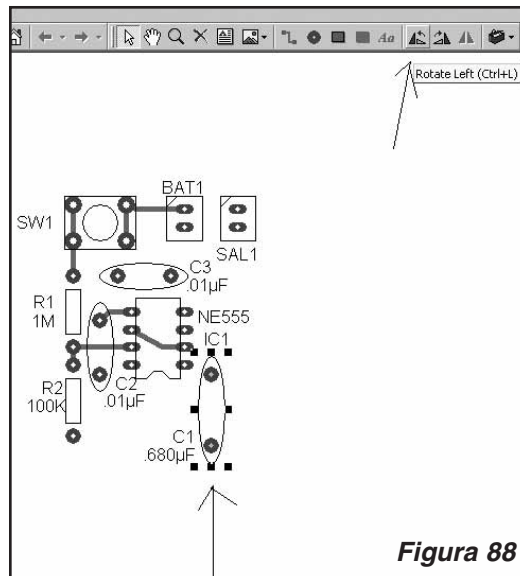 Aa
Rotate Left (Ctrl+L)
BAT1
SW1
SAL1
C3
.01µF
R1
1M
NE555
IC1
R2
100K
C2
.01µF
C1
.680µF
Figura 88